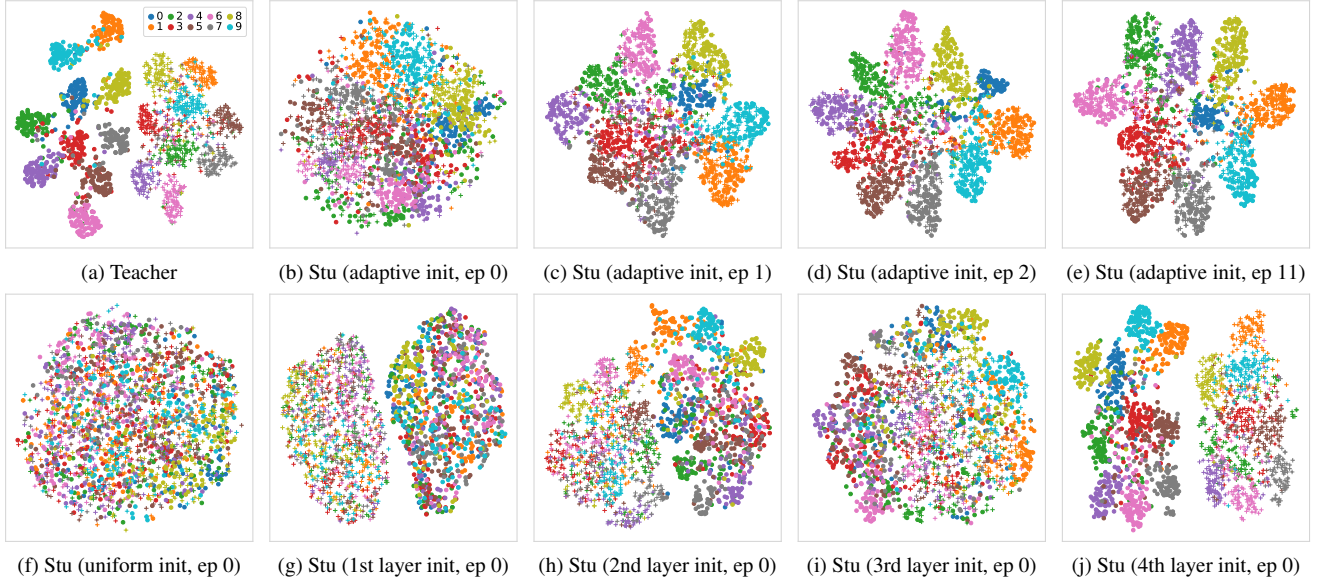 0 2 4 6 8
1 3 5 7 9
(a) Teacher
(b) Stu (adaptive init, ep 0)
(c) Stu (adaptive init, ep 1)
(d) Stu (adaptive init, ep 2)
(e) Stu (adaptive init, ep 11)
(f) Stu (uniform init, ep 0)
(g) Stu (1st layer init, ep 0)
(h) Stu (2nd layer init, ep 0)
(i) Stu (3rd layer init, ep 0)
(j) Stu (4th layer init, ep 0)